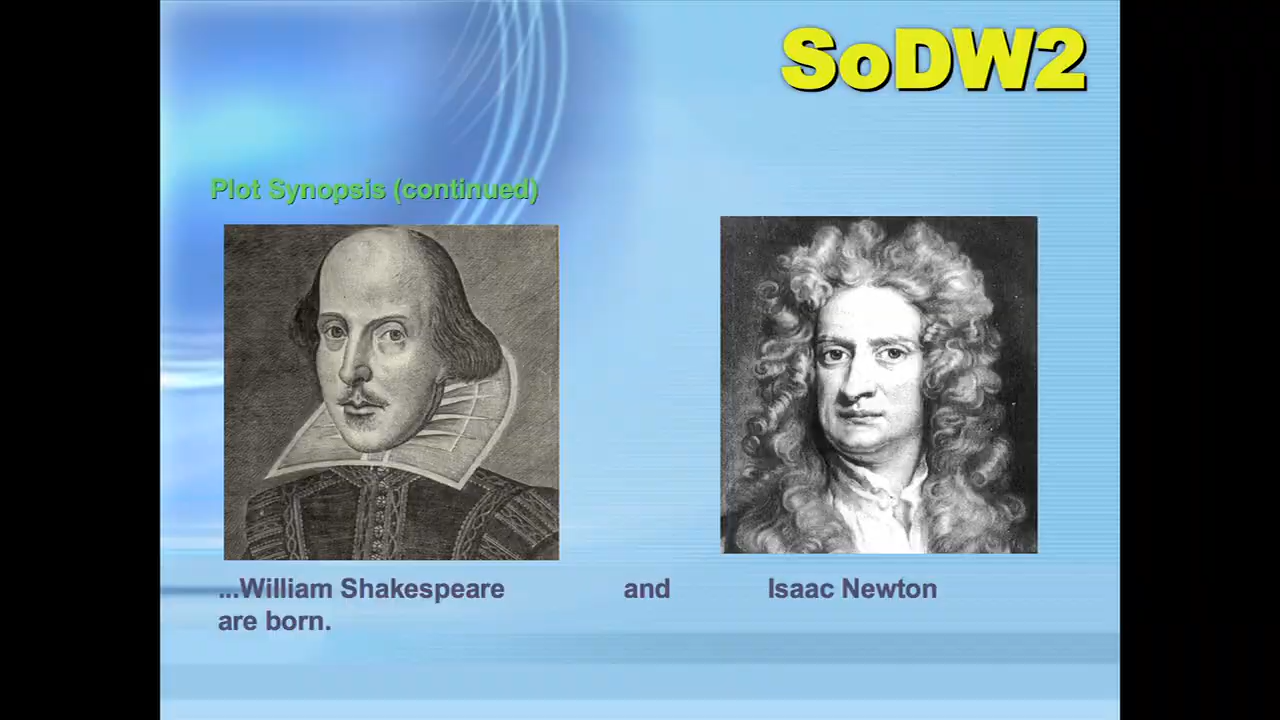 SoDW2
Plot Synopsis (continued)
...William Shakespeare and Isaac Newton
are born.